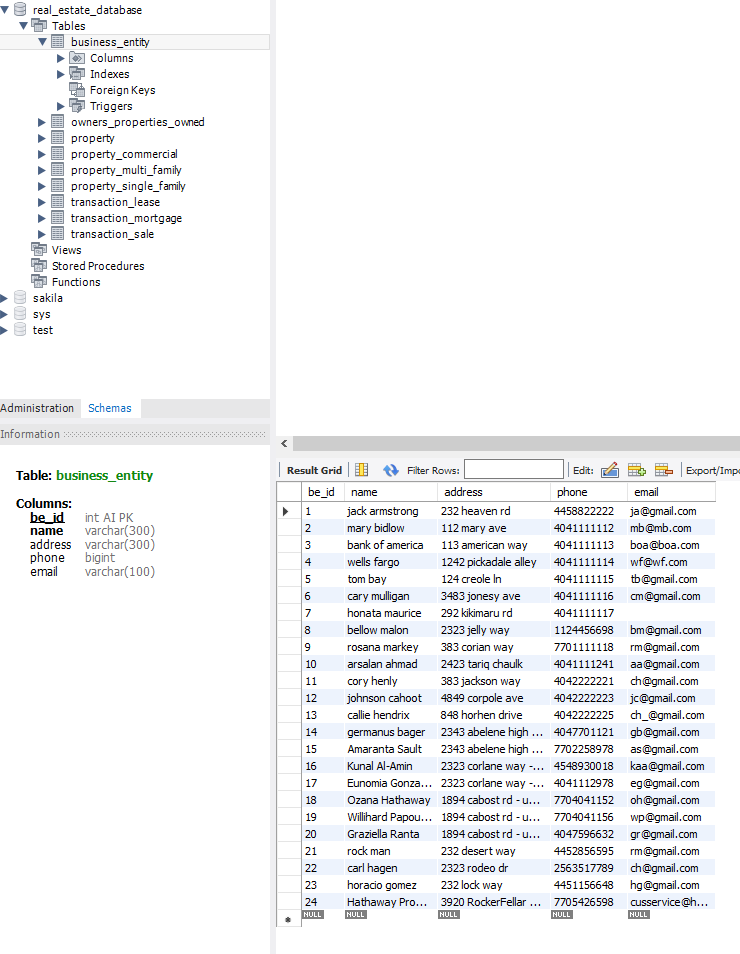 real_estate_database
Tables
business_entity
Columns
Indexes
Foreign Keys
Triggers
owners_properties_owned
property
property_commercial
property_multi_family
property_single_family
transaction_lease
transaction_mortgage
transaction_sale
Views
Stored Procedures
Functions
sakila
sys
test
Administration Schemas
Information
Table: business_entity
Columns:
be_id int AI PK
name varchar(300)
address varchar(300)
phone bigint
email varchar(100)
Result Grid Filter Rows: Edit: Export/Impo
be_id name address phone email
1 jack armstrong 232 heaven rd 4458822222 ja@gmail.com
2 mary bidlow 112 mary ave 4041111112 mb@mb.com
3 bank of america 113 american way 4041111113 boa@boa.com
4 wells fargo 1242 pickadale alley 4041111114 wf@wf.com
5 tom bay 124 creole ln 4041111115 tb@gmail.com
6 cary mulligan 3483 jonesy ave 4041111116 cm@gmail.com
7 honata maurice 292 kikimaru rd 4041111117
8 bellow malon 2323 jelly way 1124456698 bm@gmail.com
9 rosana markey 383 corian way 7701111118 rm@gmail.com
10 arsalan ahmad 2423 tariq chaulk 4041111241 aa@gmail.com
11 cory henly 383 jackson way 4042222221 ch@gmail.com
12 johnson cahoot 4849 corpole ave 4042222223 jc@gmail.com
13 callie hendrix 848 horhen drive 4042222225 ch_@gmail.com
14 germanus bager 2343 abelene high ... 4047701121 gb@gmail.com
15 Amaranta Sault 2343 abelene high ... 7702258978 as@gmail.com
16 Kunal Al-Amin 2323 corlane way -... 4548930018 kaa@gmail.com
17 Eunomia Gonza... 2323 corlane way -... 4041112978 eg@gmail.com
18 Ozana Hathaway 1894 cabost rd - u... 7704041152 oh@gmail.com
19 Willihard Papou... 1894 cabost rd - u... 7704041156 wp@gmail.com
20 Graziella Ranta 1894 cabost rd - u... 4047596632 gr@gmail.com
21 rock man 232 desert way 4452856595 rm@gmail.com
22 carl hagen 2323 rodeo dr 2563517789 ch@gmail.com
23 horacio gomez 232 lock way 4451156648 hg@gmail.com
24 Hathaway Pro... 3920 RockerFellar ... 7705426598 cusservice@h...
NULL NULL NULL NULL NULL